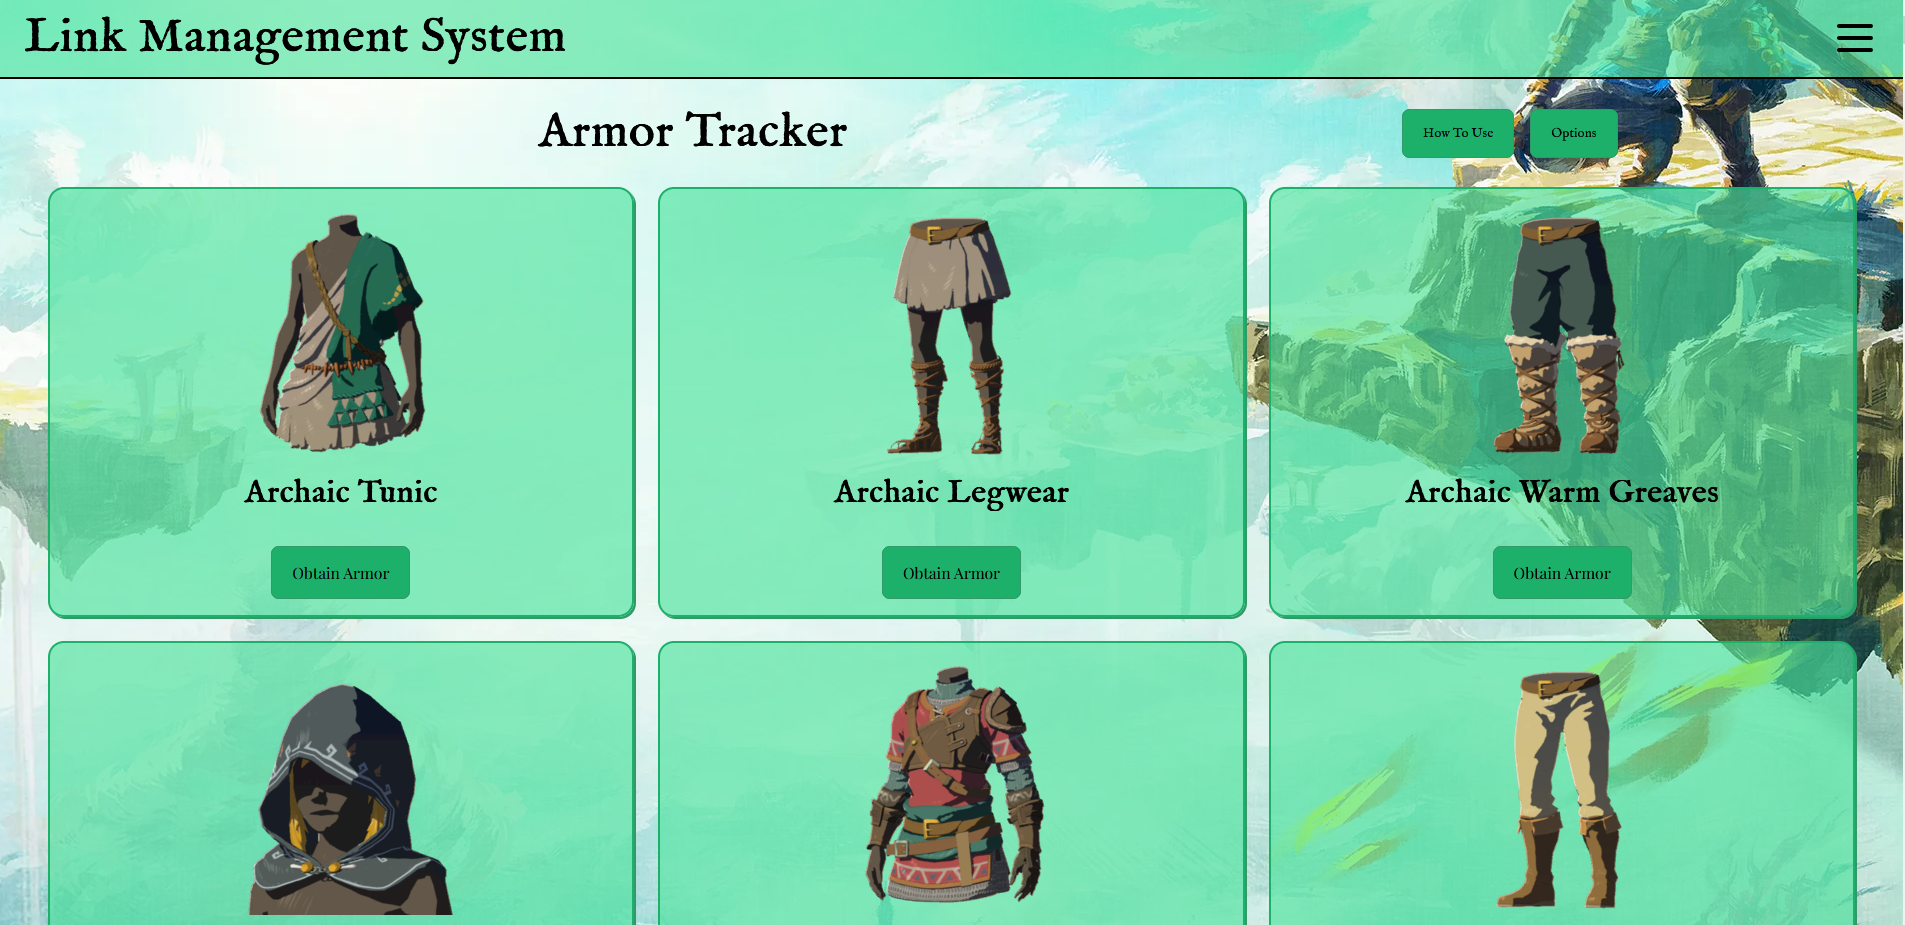 Link Management System
Armor Tracker
How To Use
Options
Archaic Tunic
Archaic Legwear
Archaic Warm Greaves
Obtain Armor
Obtain Armor
Obtain Armor